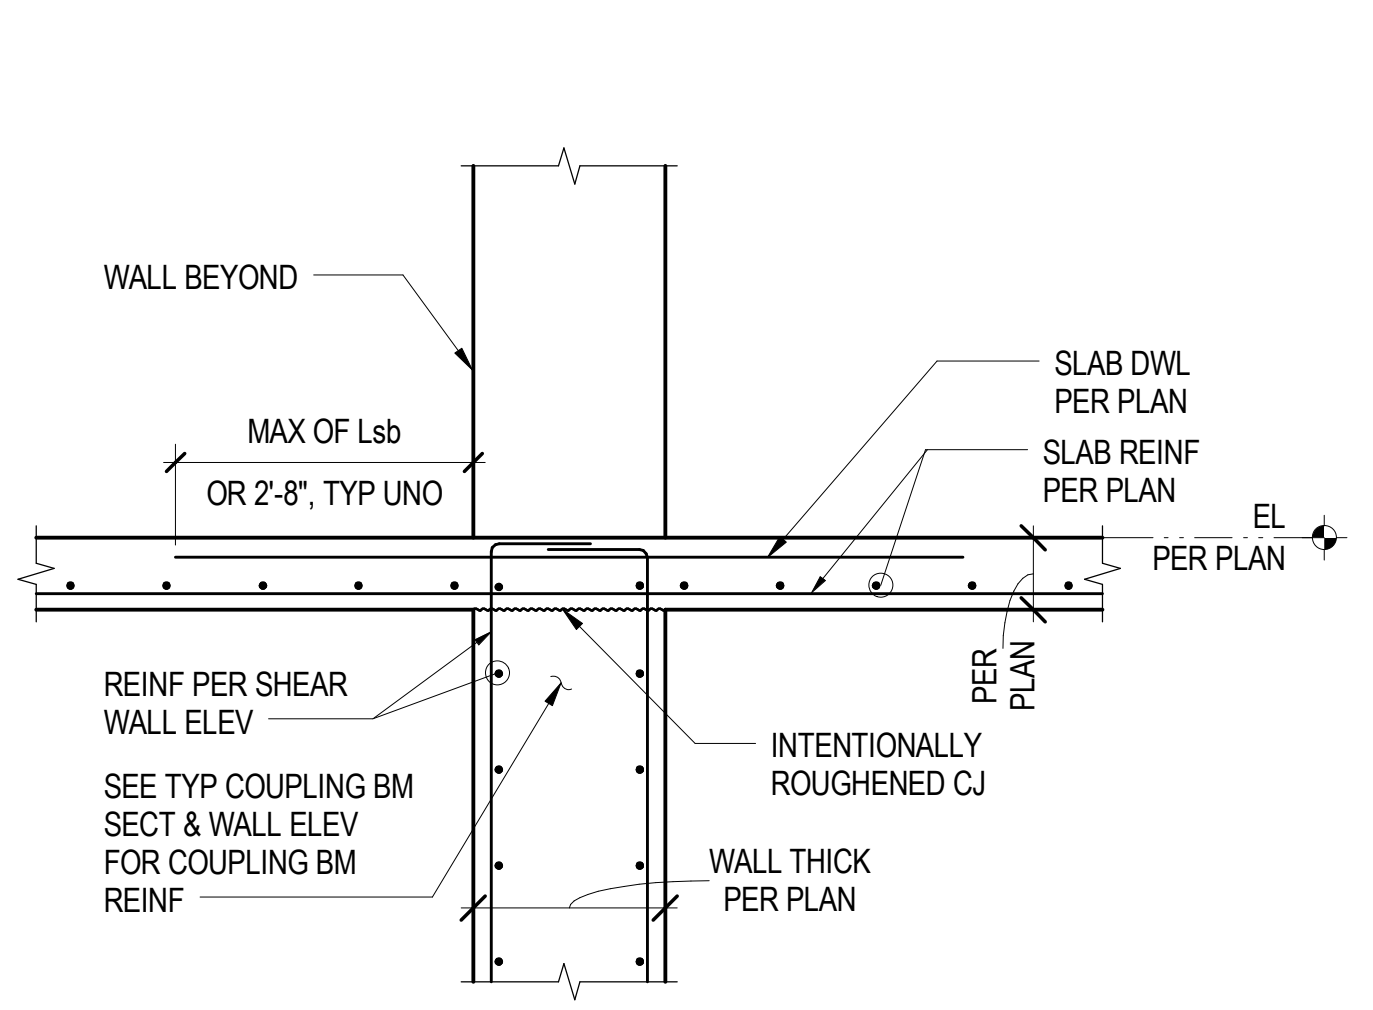 WALL BEYOND
MAX OF Lsb
OR 2'-8", TYP UNO
SLAB DWL
PER PLAN
SLAB REINF
PER PLAN
EL
PER PLAN
PER
PLAN
REINF PER SHEAR
WALL ELEV
SEE TYP COUPLING BM
SECT & WALL ELEV
FOR COUPLING BM
REINF
INTENTIONALLY
ROUGHENED CJ
WALL THICK
PER PLAN